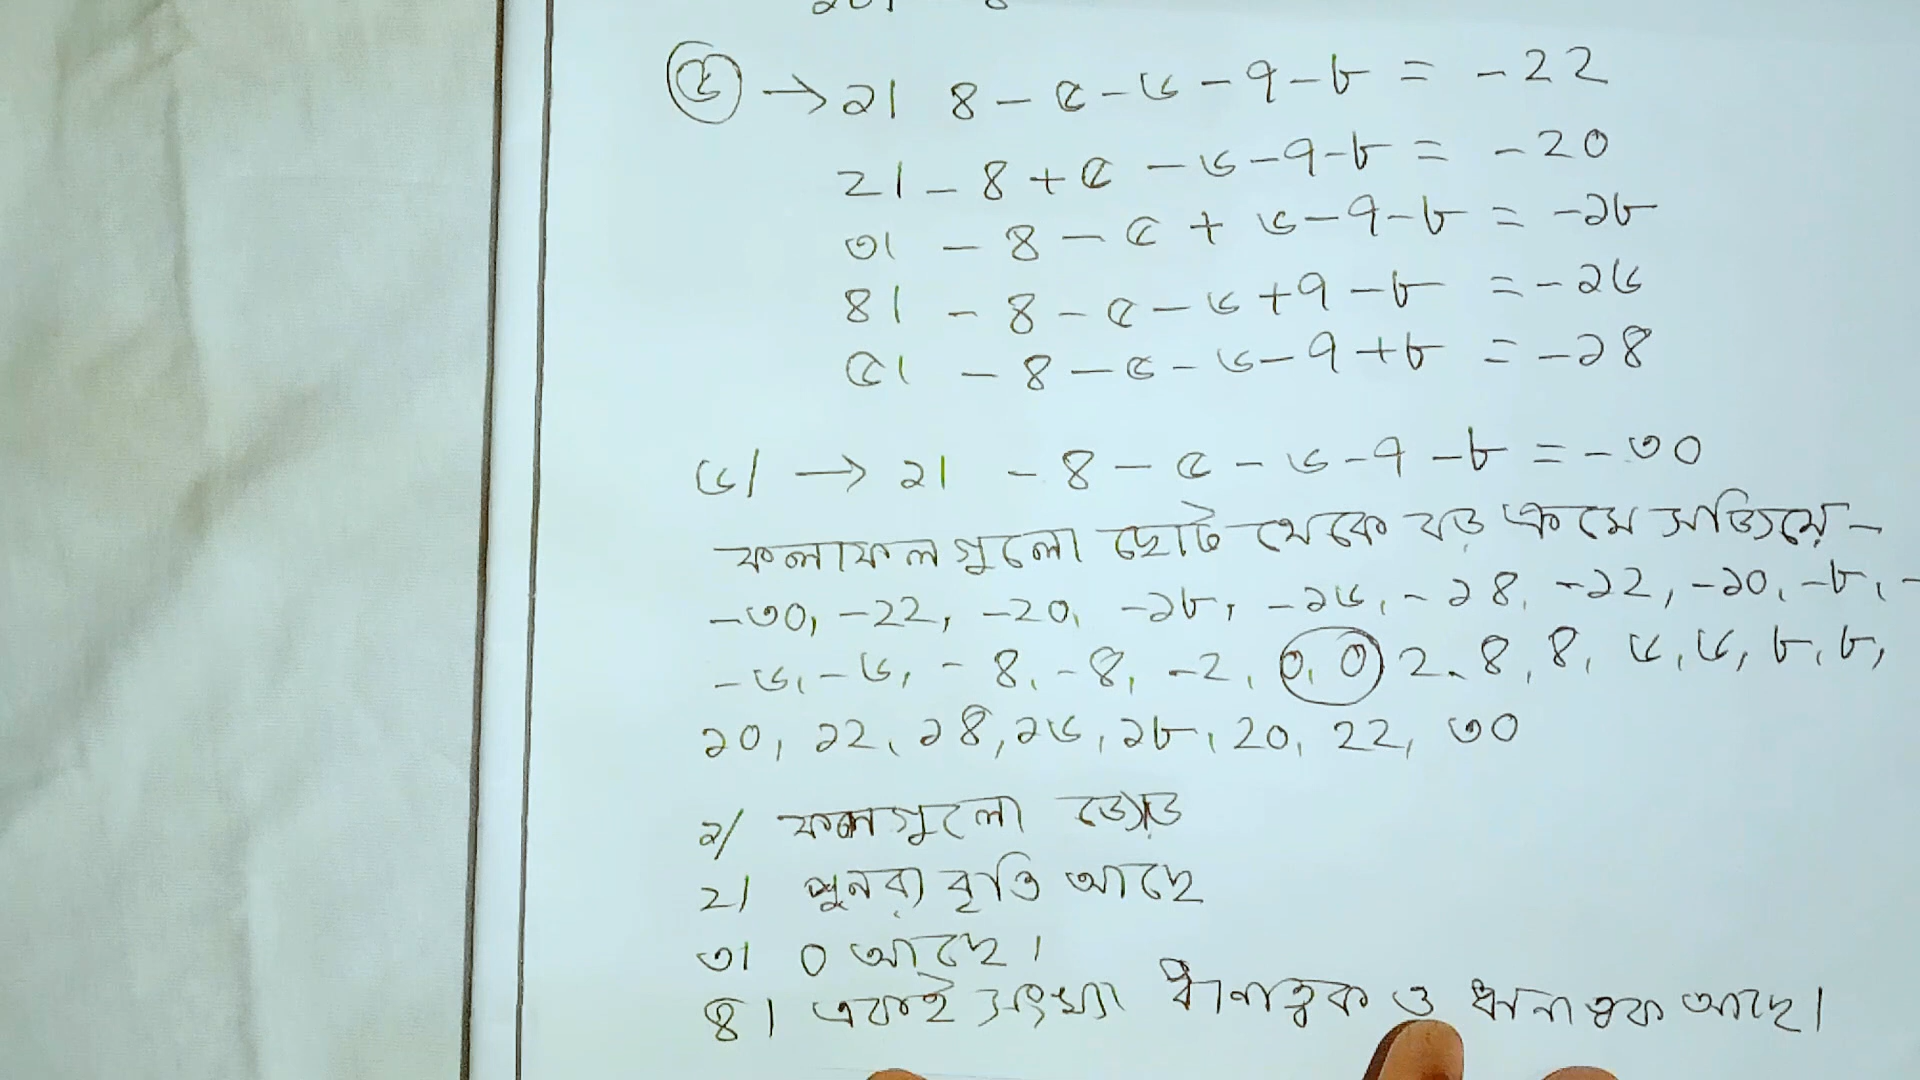 ৫ → ১। ৪ – ৫ – ৬ – ৭ – ৮ = – ২২
২। – ৪ + ৫ – ৬ – ৭ – ৮ = – ২০
৩। – ৪ – ৫ + ৬ – ৭ – ৮ = – ১৮
৪। – ৪ – ৫ – ৬ + ৭ – ৮ = – ১৬
৫। – ৪ – ৫ – ৬ – ৭ + ৮ = – ১৪
৬। → ১। – ৪ – ৫ – ৬ – ৭ – ৮ = – ৩০
ফলাফল গুলো ছোট থেকে বড় ক্রমে সাজিয়ে –
– ৩০, – ২২, – ২০, – ১৮, – ১৬, – ১৪, – ১২, – ১০, – ৮, –
– ৬, – ৬, – ৪, – ৪, – ২, ০, ০ ২, ৪, ৪, ৬, ৬, ৮, ৮,
১০, ১২, ১৪, ১৬, ১৮, ২০, ২২, ৩০
১/ ফলগুলো জোড়
২। পুনরাবৃত্তি আছে
৩। ০ আছে।
৪। একই সংখ্যা ঋনাত্বক ও ধনাত্বক আছে।